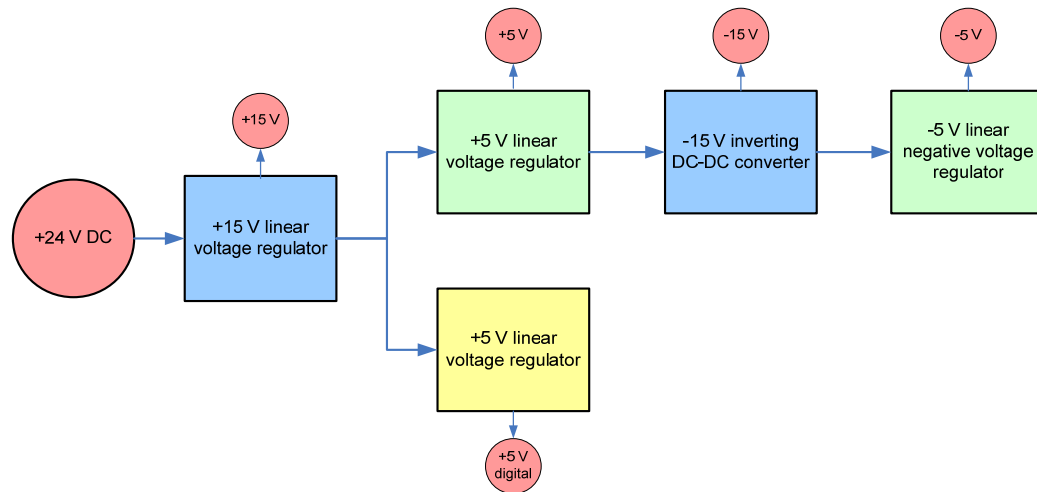 +24 V DC
+15 V
+15 V linear
voltage regulator
+5 V
+5 V linear
voltage regulator
-15 V
-15 V inverting
DC-DC converter
-5 V
-5 V linear
negative voltage
regulator
+5 V linear
voltage regulator
+5 V
digital